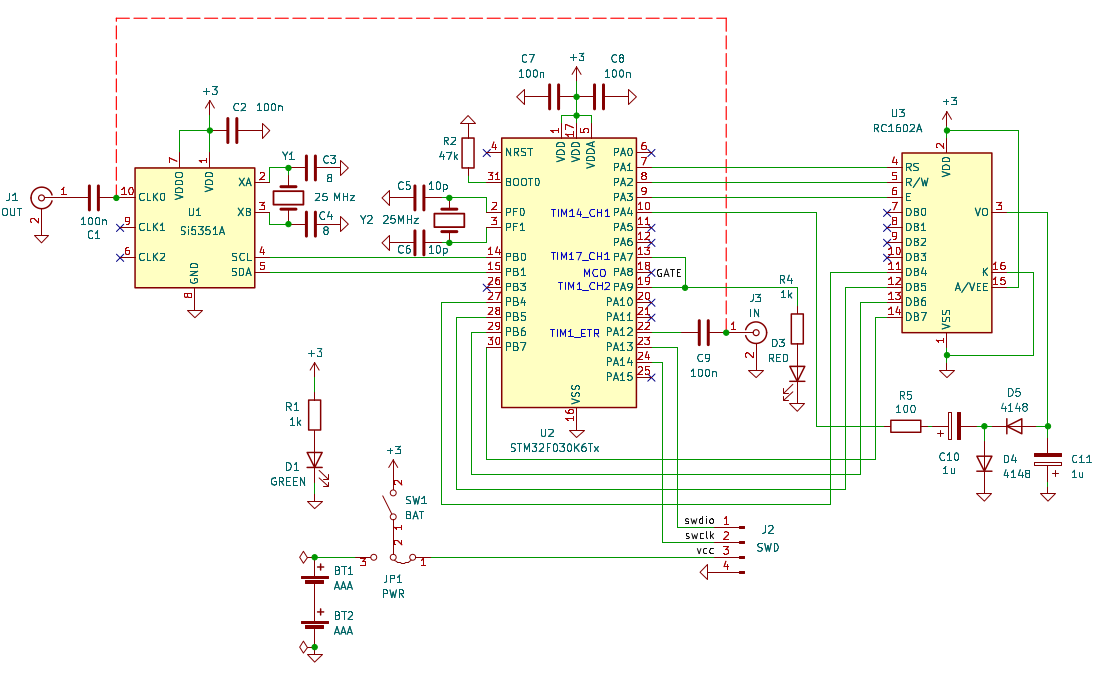 C7
100n
+3
C8
100n
+3
C2 100n
U3
RC1602A
+3
7
1
VDDO
VDD
Y1
C3
8
XA 2
25 MHz
XB 3
C4
8
J1
OUT
1
2
100n
C1
10 CLK0
9 CLK1
6 CLK2
U1
Si5351A
SCL 4
SDA 5
GND
8
R2
47k
C5 10p
Y2 25MHz
C6 10p
1
17
5
VDD
VDD
VDDA
4 NRST
31 BOOT0
2 PF0
3 PF1
14 PB0
15 PB1
26 PB3
27 PB4
28 PB5
29 PB6
30 PB7
PA0 6
PA1 7
PA2 8
PA3 9
TIM14_CH1 PA4 10
PA5 11
PA6 12
TIM17_CH1 PA7 13
MCO PA8 18
GATE
TIM1_CH2 PA9 19
PA10 20
PA11 21
TIM1_ETR PA12 22
PA13 23
PA14 24
PA15 25
VSS
16
U2
STM32F030K6Tx
2
VDD
4 RS
5 R/W
6 E
7 DB0
8 DB1
9 DB2
10 DB3
11 DB4
12 DB5
13 DB6
14 DB7
VO 3
K 16
A/VEE 15
VSS
1
R4
1k
J3
IN
1
2
C9
100n
D3
RED
+3
R1
1k
D1
GREEN
R5
100
D5
4148
+
C10
1u
D4
4148
C11
1u
+
+3
2
SW1
BAT
1
2
3
1
JP1
PWR
swdio 1
swclk 2
vcc 3
4
J2
SWD
+
BT1
AAA
+
BT2
AAA